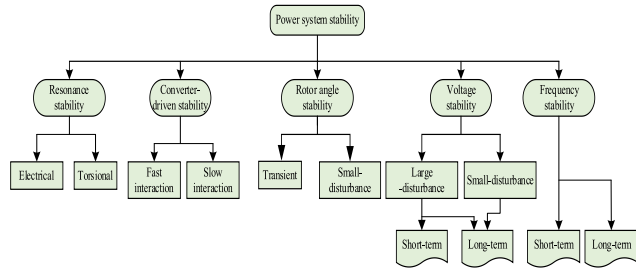 Power system stability
Resonance
stability
Converter-
driven stability
Rotor angle
stability
Voltage
stability
Frequency
stability
Electrical
Torsional
Fast
interaction
Slow
interaction
Transient
Small-
disturbance
Large
-disturbance
Small-disturbance
Short-term
Long-term
Short-term
Long-term